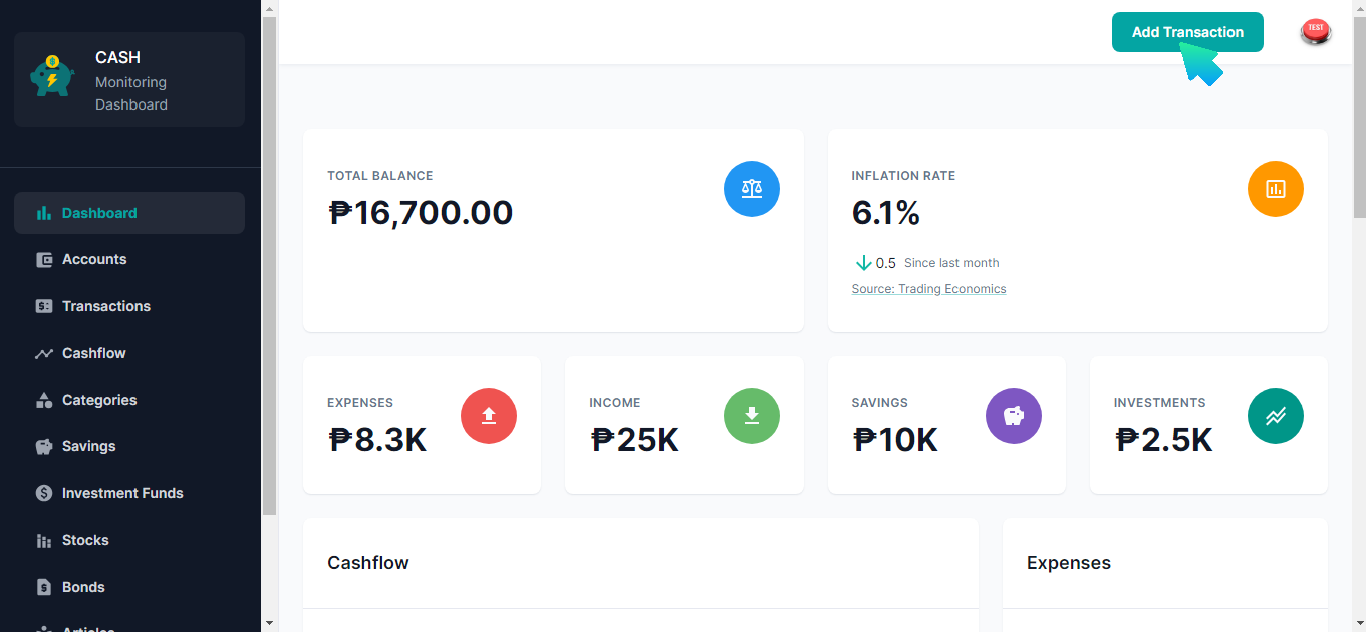 CASH
Monitoring
Dashboard
Dashboard
Accounts
Transactions
Cashflow
Categories
Savings
Investment Funds
Stocks
Bonds
Articles
Add Transaction
TEST
TOTAL BALANCE
₱16,700.00
INFLATION RATE
6.1%
0.5 Since last month
Source: Trading Economics
EXPENSES
₱8.3K
INCOME
₱25K
SAVINGS
₱10K
INVESTMENTS
₱2.5K
Cashflow
Expenses